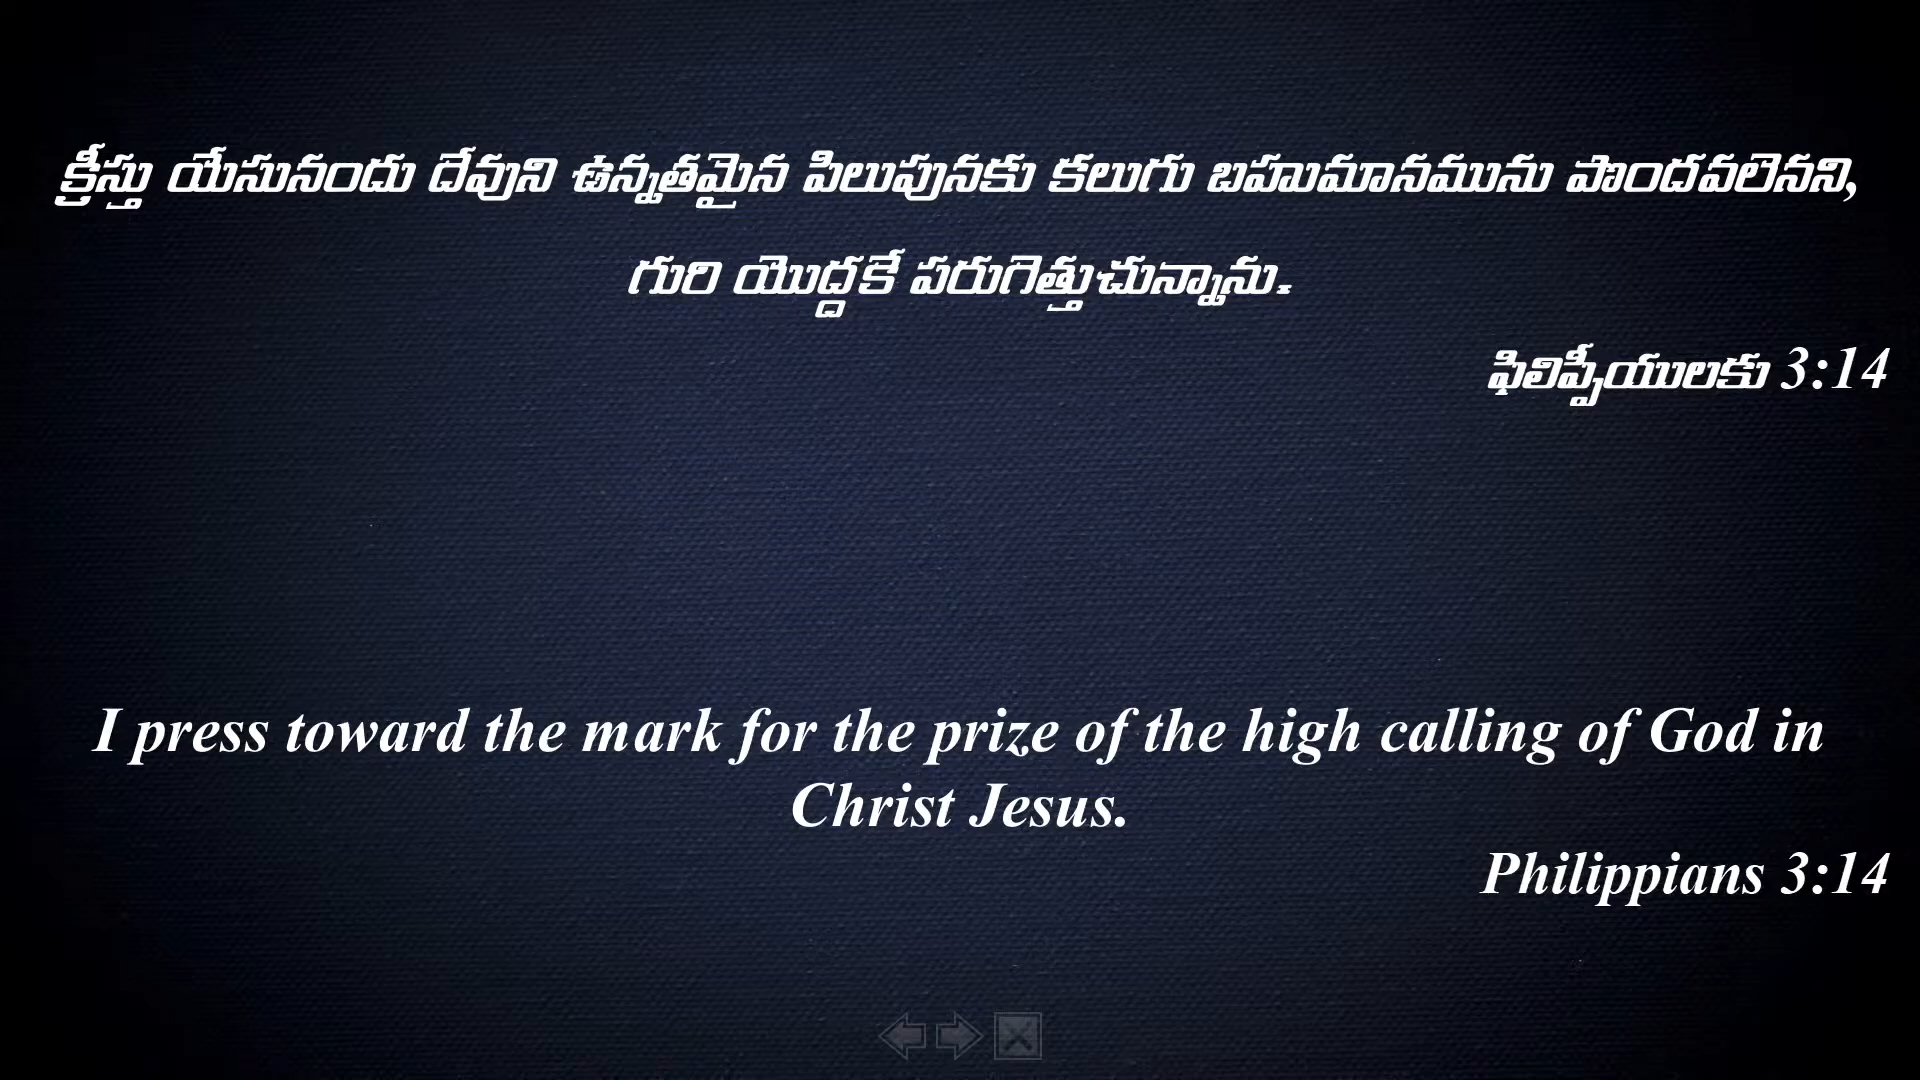 క్రీస్తు యేసునందు దేవుని ఉన్నతమైన పిలుపునకు కలుగు బహుమానమును పొందవలెనని,
గురి యొద్దకే పరుగెత్తుచున్నాను.
ఫిలిప్పీయులకు 3:14
I press toward the mark for the prize of the high calling of God in
Christ Jesus.
Philippians 3:14